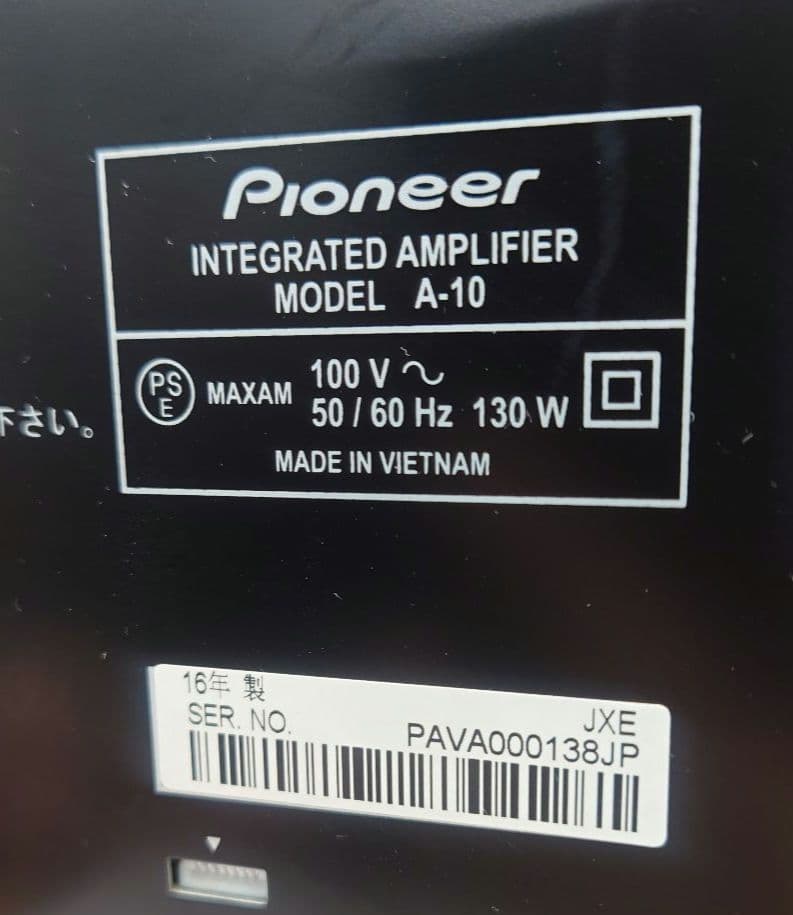 Pioneer
INTEGRATED AMPLIFIER
MODEL A-10
PS
E
MAXAM
100 V ~
50 / 60 Hz 130 W
MADE IN VIETNAM
下さい。
16年 製
JXE
SER. NO.
PAVA000138JP